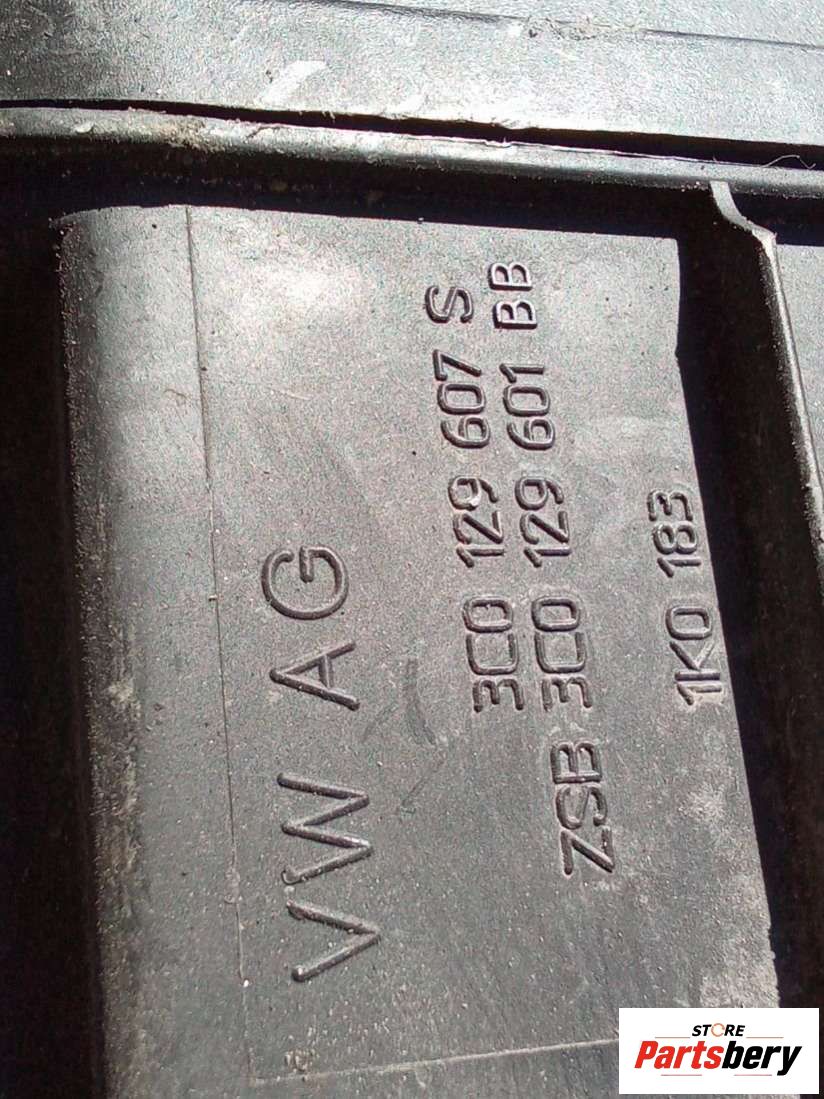 VW AG
3C0 129 607 S
ZSB 3C0 129 601 BB
1K0 183
STORE
Partsbery